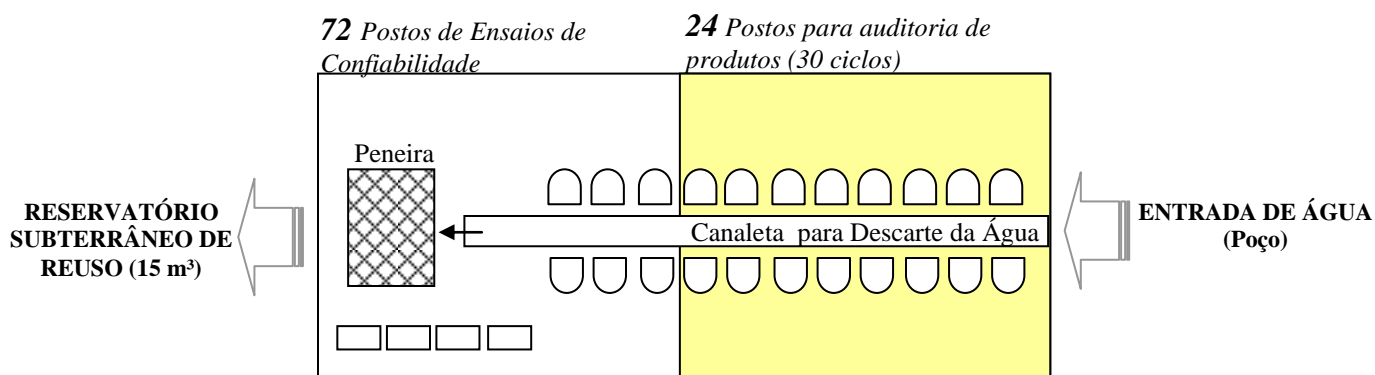 72 Postos de Ensaios de
Confiabilidade
24 Postos para auditoria de
produtos (30 ciclos)
Peneira
RESERVATÓRIO
SUBTERRÂNEO DE
REUSO (15 m³)
Canaleta para Descarte da Água
ENTRADA DE ÁGUA
(Poço)